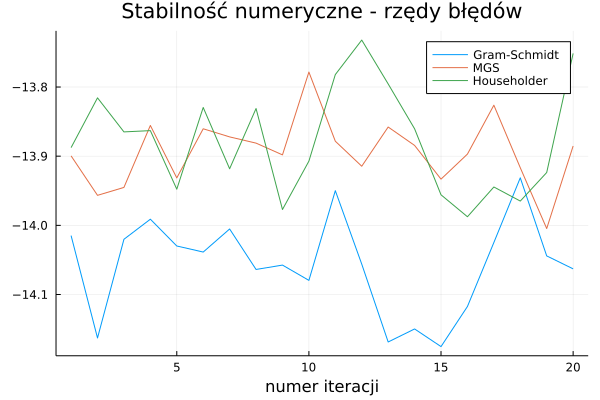 Stabilność numeryczne - rzędy błędów
Gram-Schmidt
MGS
Householder
−13.8
−13.9
−14.0
−14.1
5
10
15
20
numer iteracji